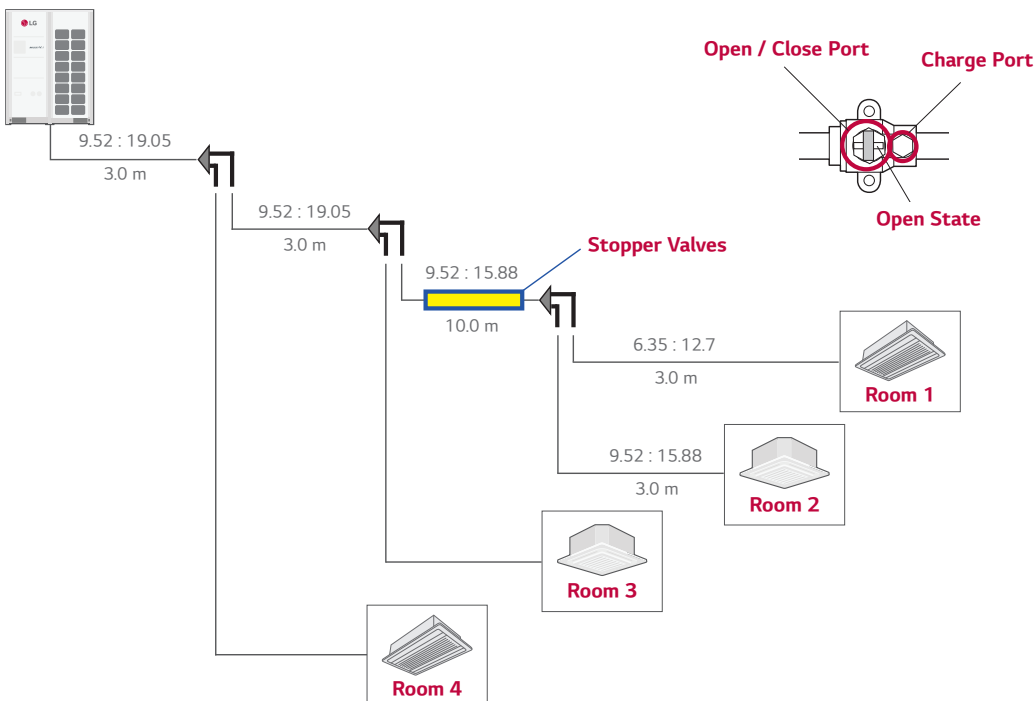 LG
Open / Close Port
Charge Port
9.52 : 19.05
3.0 m
Open State
9.52 : 19.05
3.0 m
Stopper Valves
9.52 : 15.88
10.0 m
6.35 : 12.7
3.0 m
Room 1
9.52 : 15.88
3.0 m
Room 2
Room 3
Room 4